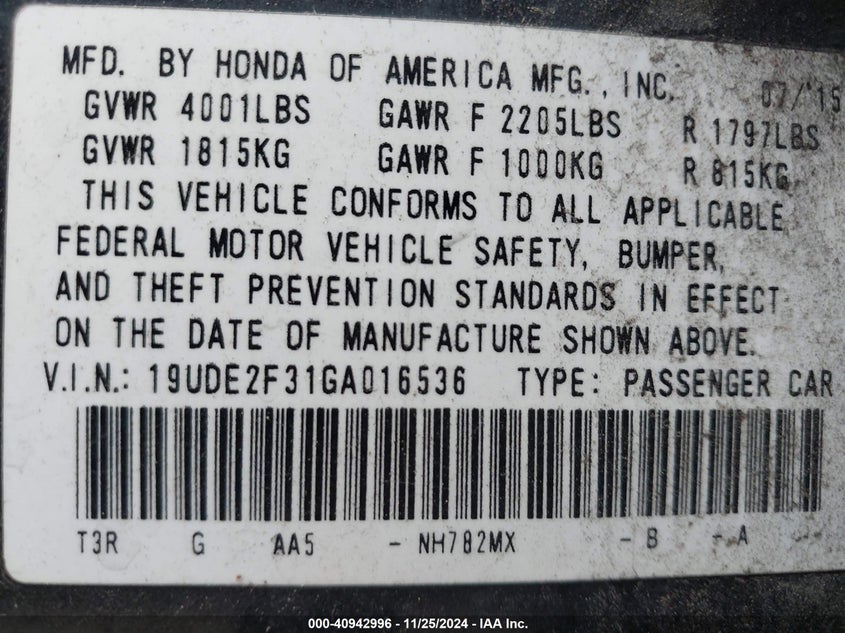 MFD. BY HONDA OF AMERICA MFG., INC. 07/15
GVWR 4001LBS GAWR F 2205LBS R 1797LBS
GVWR 1815KG GAWR F 1000KG R 815KG
THIS VEHICLE CONFORMS TO ALL APPLICABLE
FEDERAL MOTOR VEHICLE SAFETY, BUMPER,
AND THEFT PREVENTION STANDARDS IN EFFECT
ON THE DATE OF MANUFACTURE SHOWN ABOVE.
V.I.N.: 19UDE2F31GA016536 TYPE: PASSENGER CAR
T3R G AA5 - NH782MX - B - A
000-40942996 - 11/25/2024 - IAA Inc.